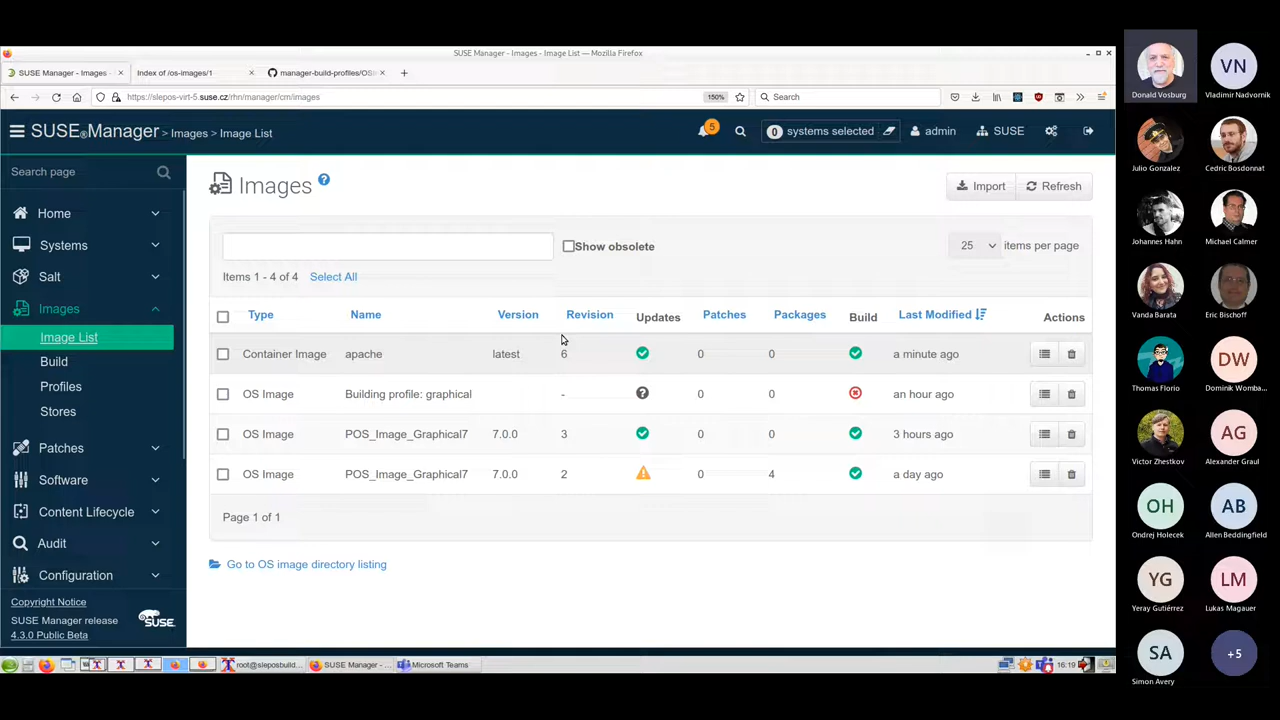 SUSE Manager - Images - Image List — Mozilla Firefox
SUSE Manager - Images -
Index of /os-images/1
manager-build-profiles/OSI
https://slepos-virt-5.suse.cz/rhn/manager/cm/images
150%
Search
SUSE Manager > Images > Image List
5
0 systems selected
admin
SUSE
Search page
Home
Systems
Salt
Images
Image List
Build
Profiles
Stores
Patches
Software
Content Lifecycle
Audit
Configuration
Copyright Notice
SUSE Manager release
4.3.0 Public Beta
SUSE
Images
Import
Refresh
Show obsolete
25 items per page
Items 1 - 4 of 4 Select All
Type Name Version Revision Updates Patches Packages Build Last Modified Actions
Container Image apache latest 6 0 0 a minute ago
OS Image Building profile: graphical - 0 0 an hour ago
OS Image POS_Image_Graphical7 7.0.0 3 0 0 3 hours ago
OS Image POS_Image_Graphical7 7.0.0 2 0 4 a day ago
Page 1 of 1
Go to OS image directory listing
root@sleposbuild...
SUSE Manager - ...
Microsoft Teams
16:19
Donald Vosburg
VN
Vladimir Nadvornik
Julio Gonzalez
Cedric Bosdonnat
Johannes Hahn
Michael Calmer
Vanda Barata
Eric Bischoff
Thomas Florio
DW
Dominik Womba...
Victor Zhestkov
AG
Alexander Graul
OH
Ondrej Holecek
AB
Allen Beddingfield
YG
Yeray Gutiérrez
LM
Lukas Magauer
SA
Simon Avery
+5